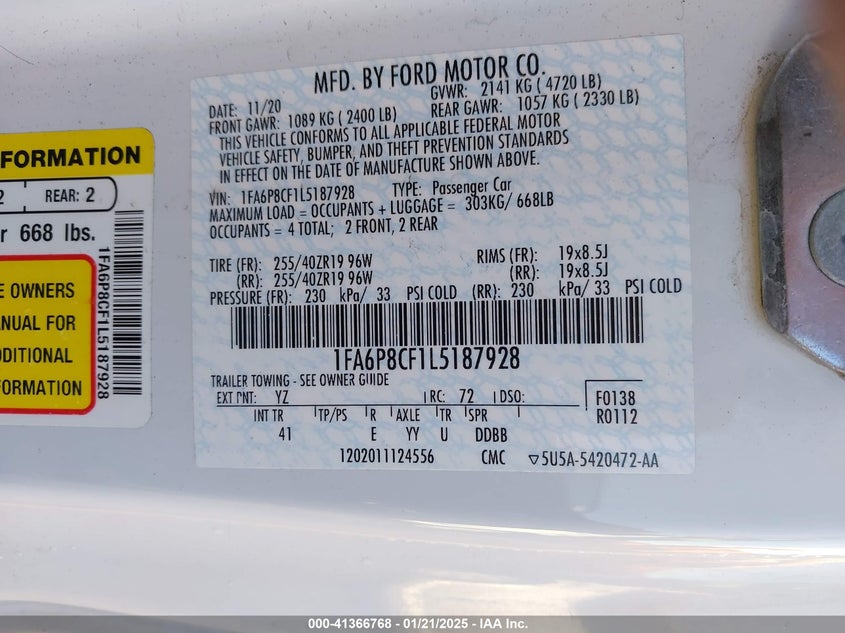 MFD. BY FORD MOTOR CO.
DATE: 11/20
GVWR: 2141 KG ( 4720 LB)
FRONT GAWR: 1089 KG ( 2400 LB)
REAR GAWR: 1057 KG ( 2330 LB)
THIS VEHICLE CONFORMS TO ALL APPLICABLE FEDERAL MOTOR
VEHICLE SAFETY, BUMPER, AND THEFT PREVENTION STANDARDS
IN EFFECT ON THE DATE OF MANUFACTURE SHOWN ABOVE.
VIN: 1FA6P8CF1L5187928 TYPE: Passenger Car
MAXIMUM LOAD = OCCUPANTS + LUGGAGE = 303KG/ 668LB
OCCUPANTS = 4 TOTAL; 2 FRONT, 2 REAR
TIRE (FR): 255/40ZR19 96W RIMS (FR): 19x8.5J
(RR): 255/40ZR19 96W (RR): 19x8.5J
PRESSURE (FR): 230 kPa/ 33 PSI COLD (RR): 230 kPa/ 33 PSI COLD
1FA6P8CF1L5187928
TRAILER TOWING - SEE OWNER GUIDE
EXT PNT: YZ RC: 72 DSO: F0138
R0112
INT TR TP/PS R AXLE TR SPR
41 E YY U DDBB
1202011124556 CMC ▽5U5A-5420472-AA
FORMATION
2 REAR: 2
r 668 lbs.
E OWNERS
ANUAL FOR
DDITIONAL
FORMATION
1FA6P8CF1L5187928
000-41366768 - 01/21/2025 - IAA Inc.